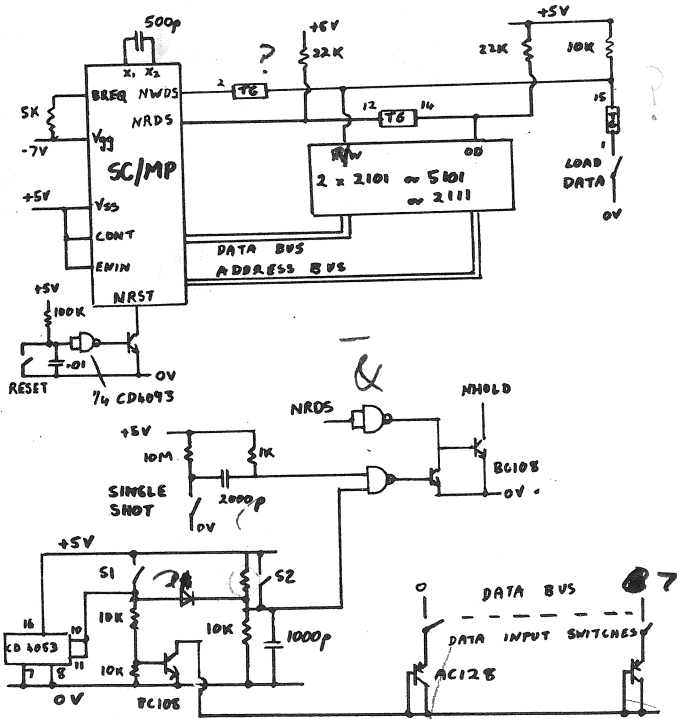 500p
+5V
+5V
X1 X2
?
22K
22K
10K
BREQ NWDS
2
TG
5K
NRDS
12
TG
14
15
TG
-7V
Vgg
SC/MP
R/W
OD
1
LOAD
DATA
2 x 2101 or 5101
or 2111
+5V
Vss
0V
CONT
DATA BUS
ENIN
ADDRESS BUS
+5V
NRST
100K
.01
0V
RESET
1/4 CD4093
&
NRDS
NHOLD
+5V
10M
1K
BC108
SINGLE
SHOT
2000p
0V
0V.
+5V
S1
S2
0
DATA BUS
7
16
10K
CD 4053
10
11
10K
1000p
DATA INPUT SWITCHES
7
8
10K
AC128
0V
BC108